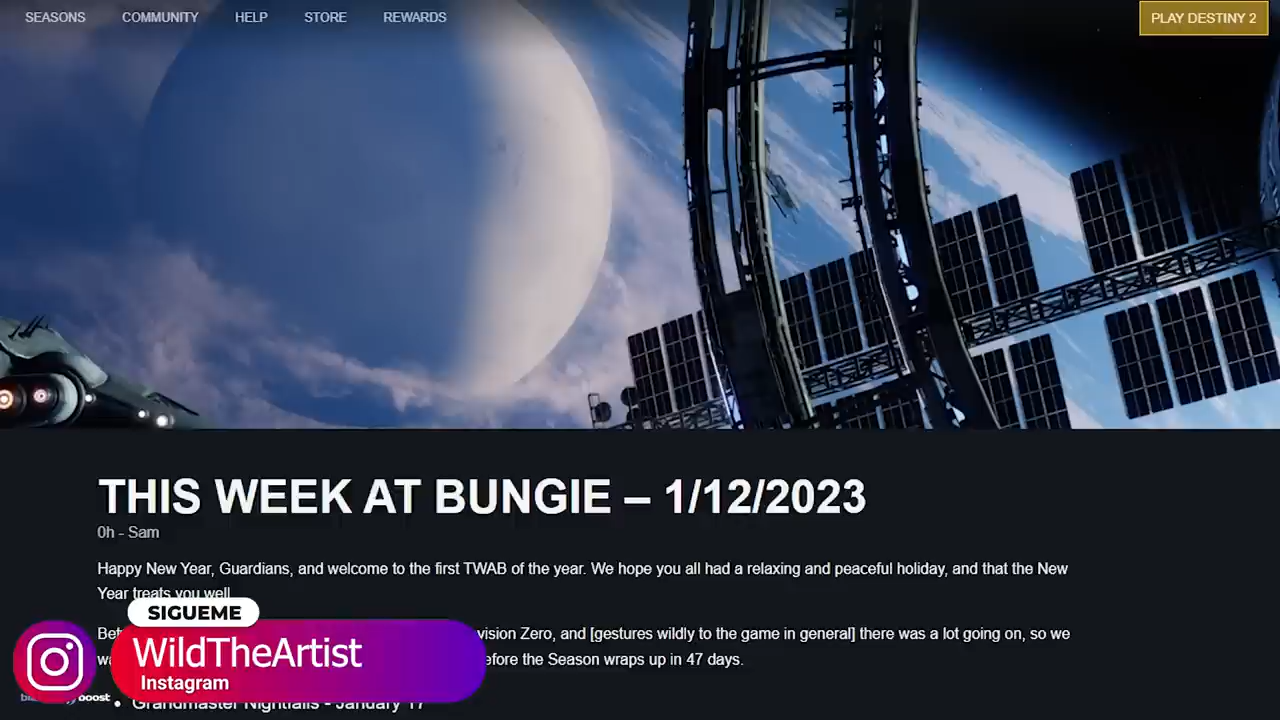 SEASONS COMMUNITY HELP STORE REWARDS PLAY DESTINY 2
THIS WEEK AT BUNGIE – 1/12/2023
0h - Sam
Happy New Year, Guardians, and welcome to the first TWAB of the year. We hope you all had a relaxing and peaceful holiday, and that the New
Year treats you well.
SIGUEME
vision Zero, and [gestures wildly to the game in general] there was a lot going on, so we
WildTheArtist
efore the Season wraps up in 47 days.
Instagram
boost
• Grandmaster Nightfalls - January 17